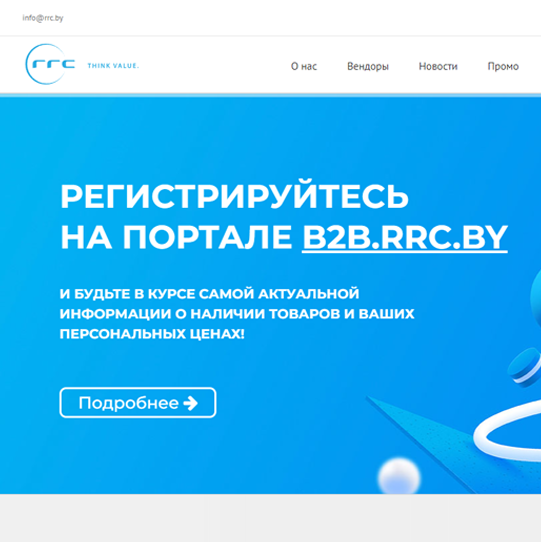 info@rrc.by
rrc THINK VALUE.
О нас Вендоры Новости Промо
РЕГИСТРИРУЙТЕСЬ
НА ПОРТАЛЕ B2B.RRC.BY
И БУДЬТЕ В КУРСЕ САМОЙ АКТУАЛЬНОЙ
ИНФОРМАЦИИ О НАЛИЧИИ ТОВАРОВ И ВАШИХ
ПЕРСОНАЛЬНЫХ ЦЕНАХ!
Подробнее